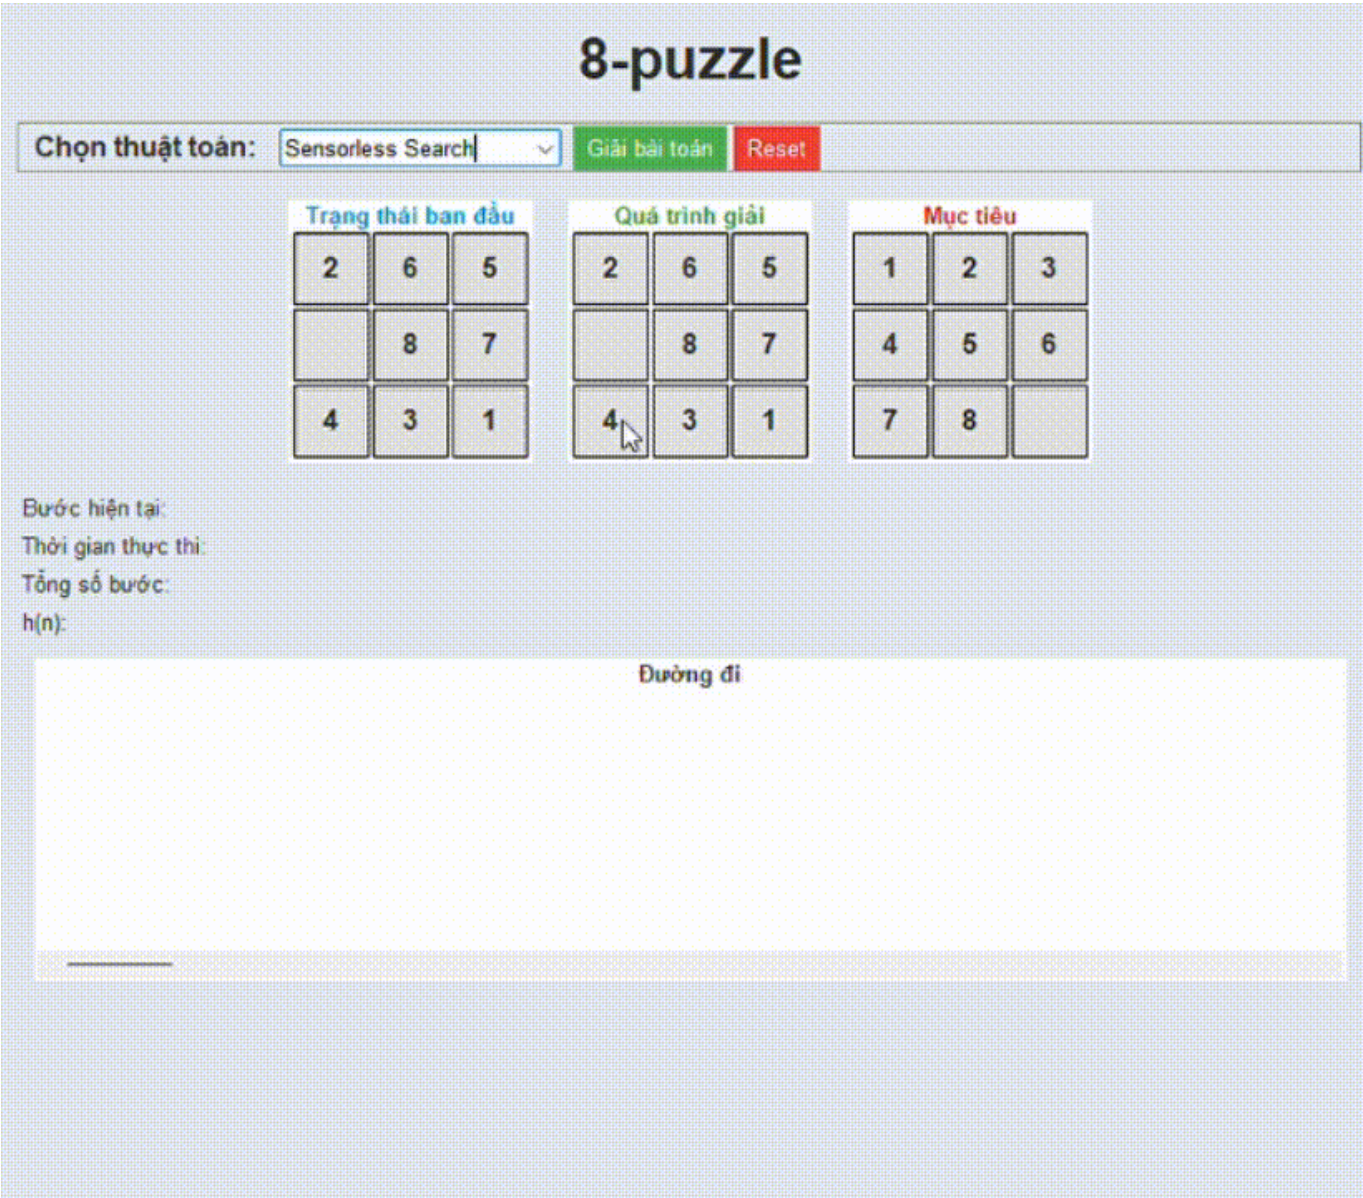 8-puzzle
Chọn thuật toán: Sensorless Search Giải bài toán Reset
Trạng thái ban đầu Quá trình giải Mục tiêu
2 6 5 2 6 5 1 2 3
8 7 8 7 4 5 6
4 3 1 4 3 1 7 8
Bước hiện tại:
Thời gian thực thi:
Tổng số bước:
h(n):
Đường đi